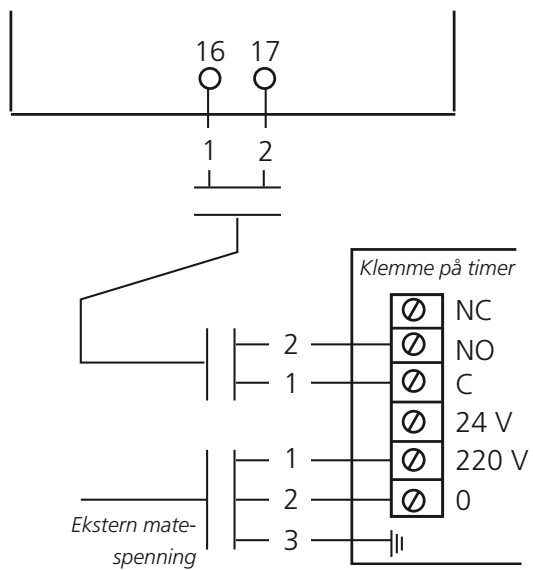 16 17
1 2
Klemme på timer
NC
2 NO
1 C
24 V
1 220 V
2 0
Ekstern mate-
spenning
3